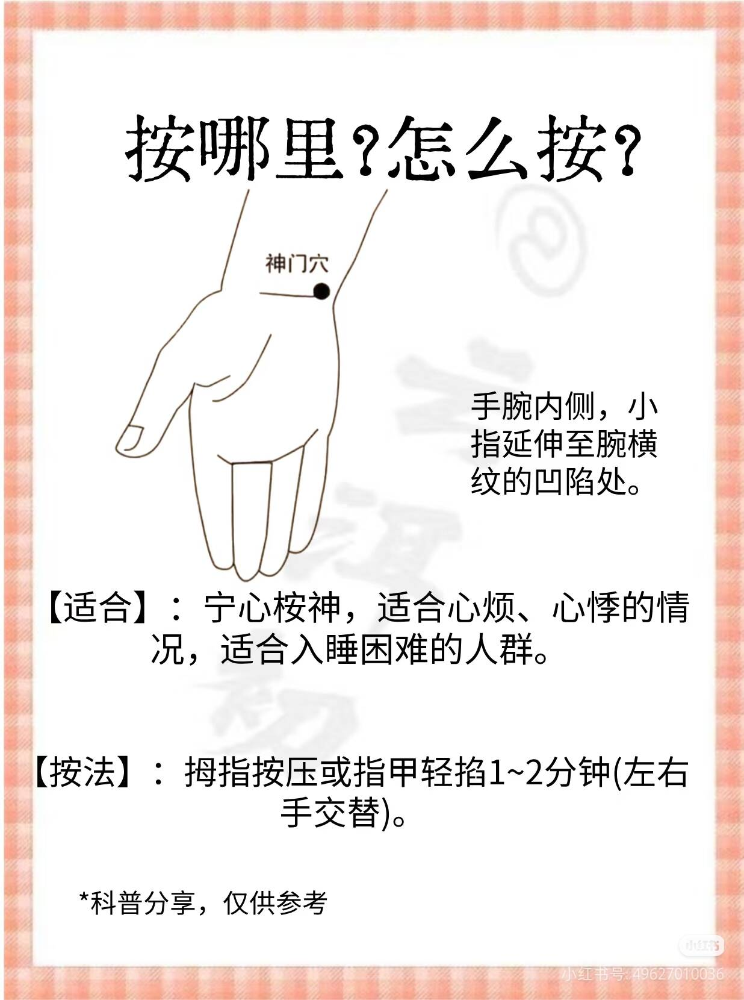 按哪里?怎么按?
神门穴
手腕内侧，小
指延伸至腕横
纹的凹陷处。
【适合】：宁心桉神，适合心烦、心悸的情
况，适合入睡困难的人群。
【按法】：拇指按压或指甲轻掐1~2分钟(左右
手交替)。
*科普分享，仅供参考
小红书
小红书号: 49627010036